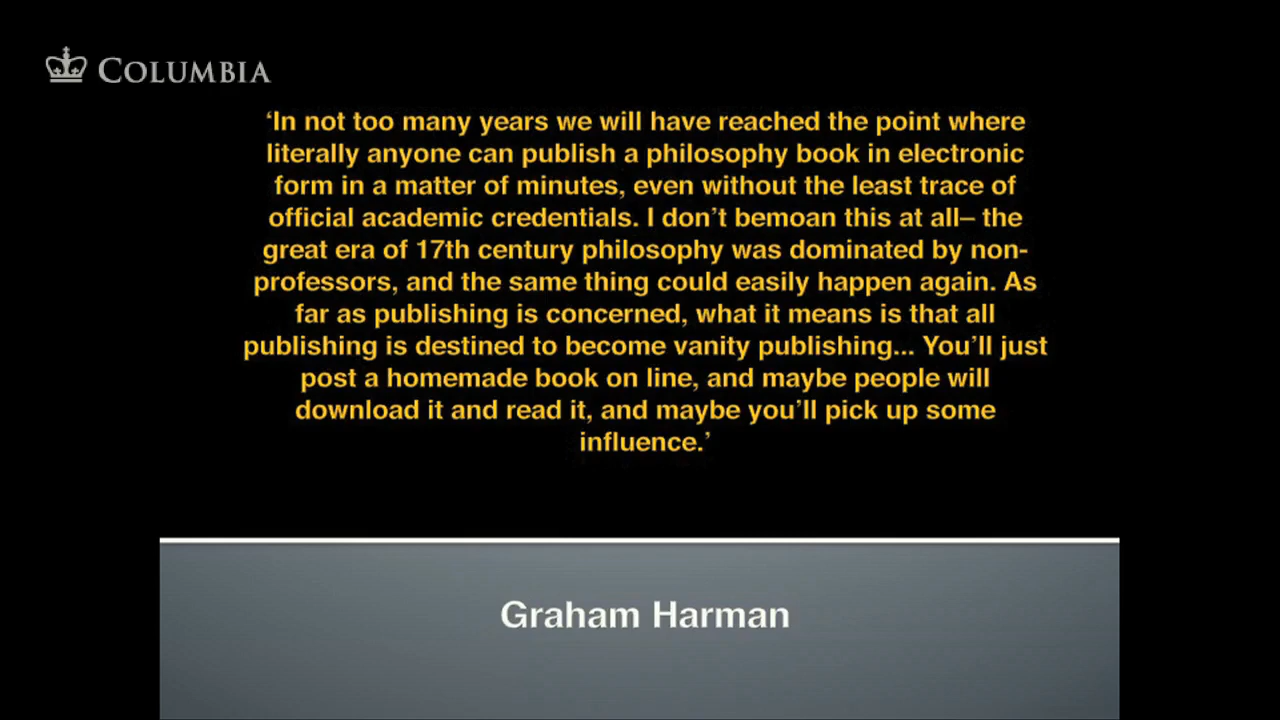 COLUMBIA
‘In not too many years we will have reached the point where
literally anyone can publish a philosophy book in electronic
form in a matter of minutes, even without the least trace of
official academic credentials. I don’t bemoan this at all– the
great era of 17th century philosophy was dominated by non-
professors, and the same thing could easily happen again. As
far as publishing is concerned, what it means is that all
publishing is destined to become vanity publishing... You’ll just
post a homemade book on line, and maybe people will
download it and read it, and maybe you’ll pick up some
influence.’
Graham Harman